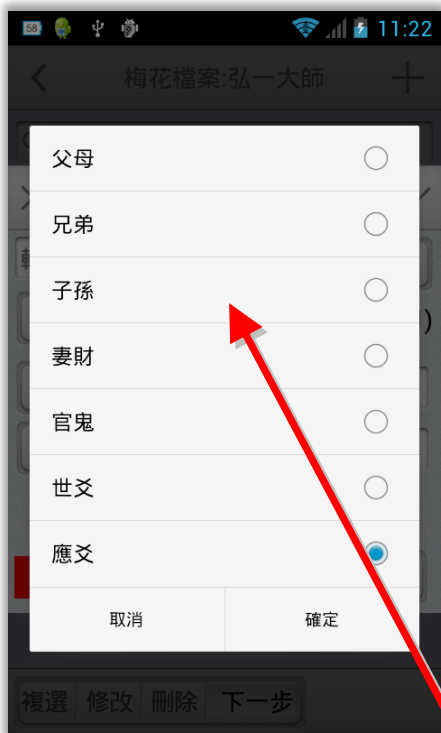 58 11:22
梅花檔案:弘一大師
父母
兄弟
子孫
妻財
官鬼
世爻
應爻
取消 確定
複選 修改 刪除 下一步